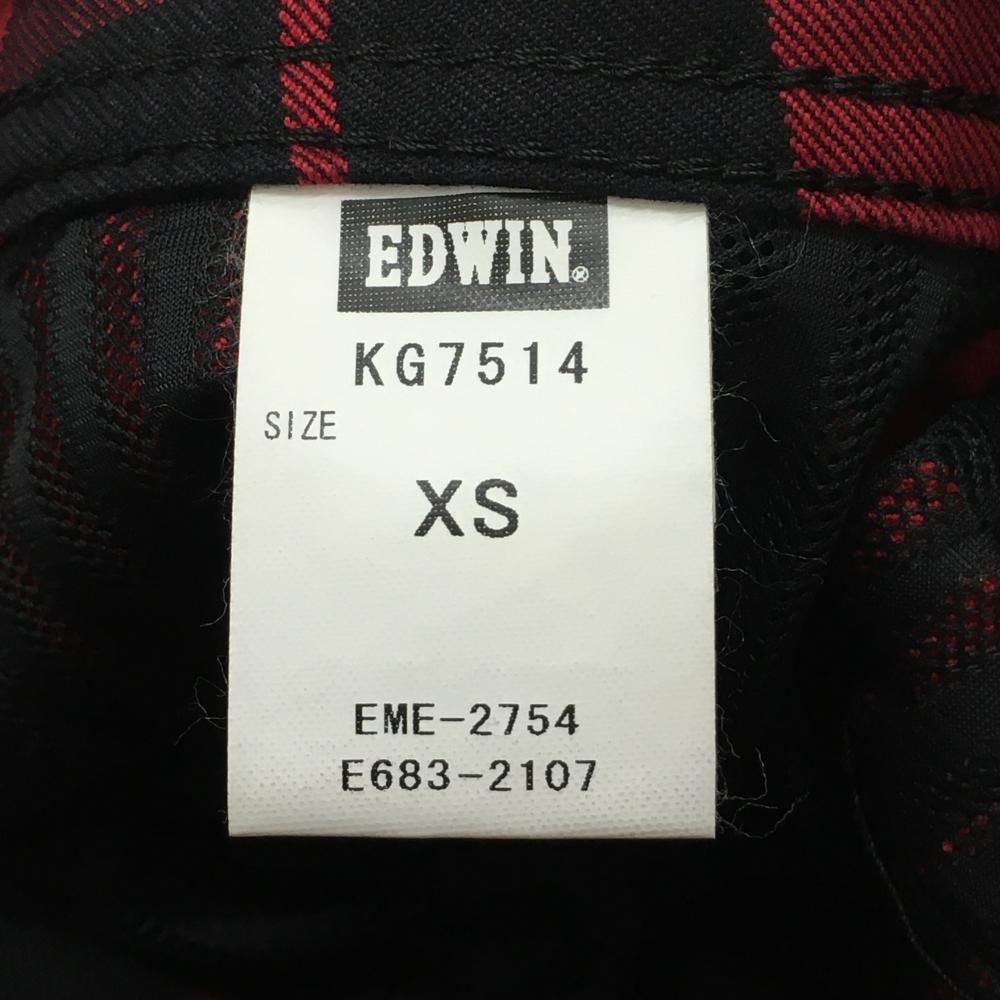 EDWIN®
KG7514
SIZE
XS
EME-2754
E683-2107